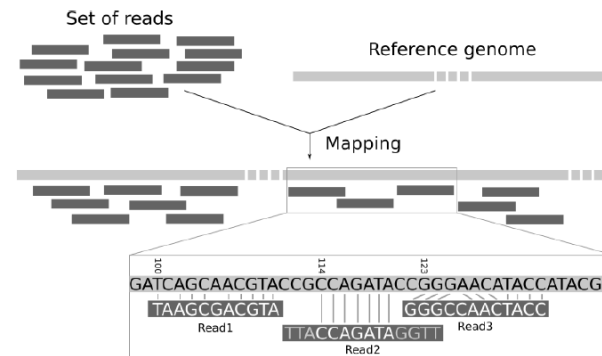 Set of reads
Reference genome
Mapping
100
114
123
GATCAGCAACGTACCGCCAGATACCGGGAACATACCATACG
TAAGCGACGTA
GGGCCAACTACC
Read1
TTACCAGATAGGTT
Read3
Read2